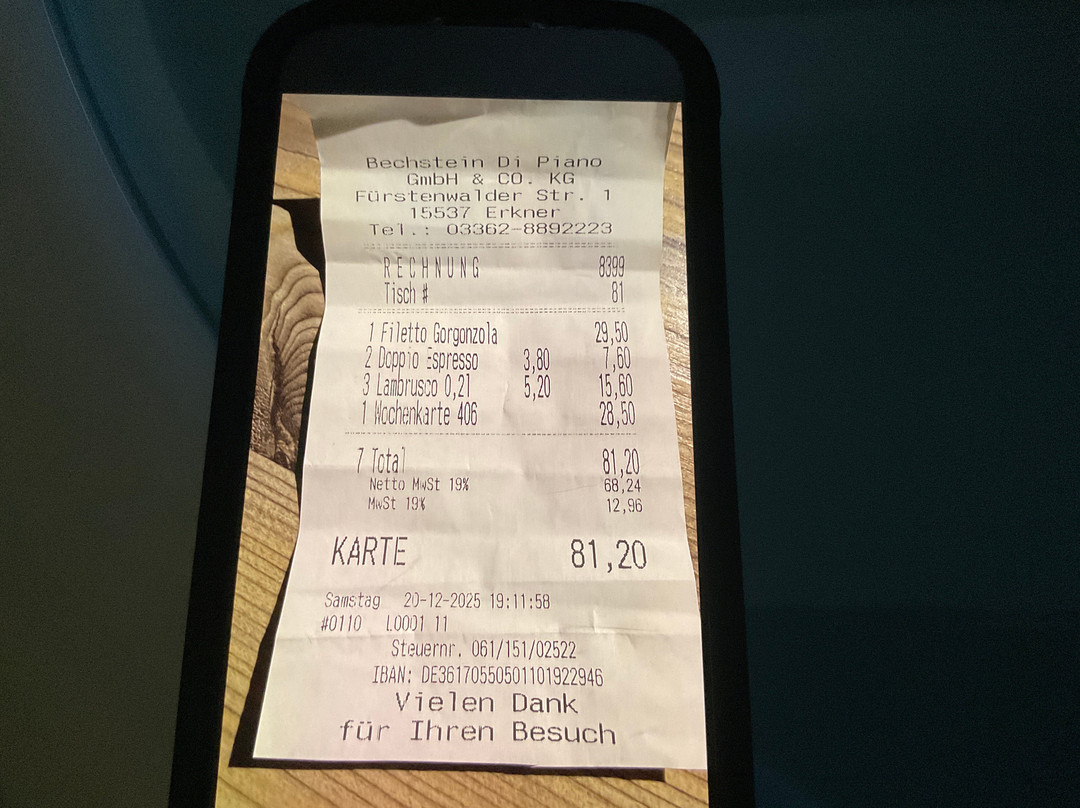 Bechstein Di Piano
GmbH & CO. KG
Fürstenwalder Str. 1
15537 Erkner
Tel.: 03362-8892223
RECHNUNG 8399
Tisch # 81
1 Filetto Gorgonzola 29,50
2 Doppio Espresso 3,80 7,60
3 Lambrusco 0,2l 5,20 15,60
1 Wochenkarte 406 28,50
7 Total 81,20
Netto MwSt 19% 68,24
MwSt 19% 12,96
KARTE 81,20
Samstag 20-12-2025 19:11:58
#0110 L0001 11
Steuernr. 061/151/02522
IBAN: DE36170550501101922946
Vielen Dank
für Ihren Besuch